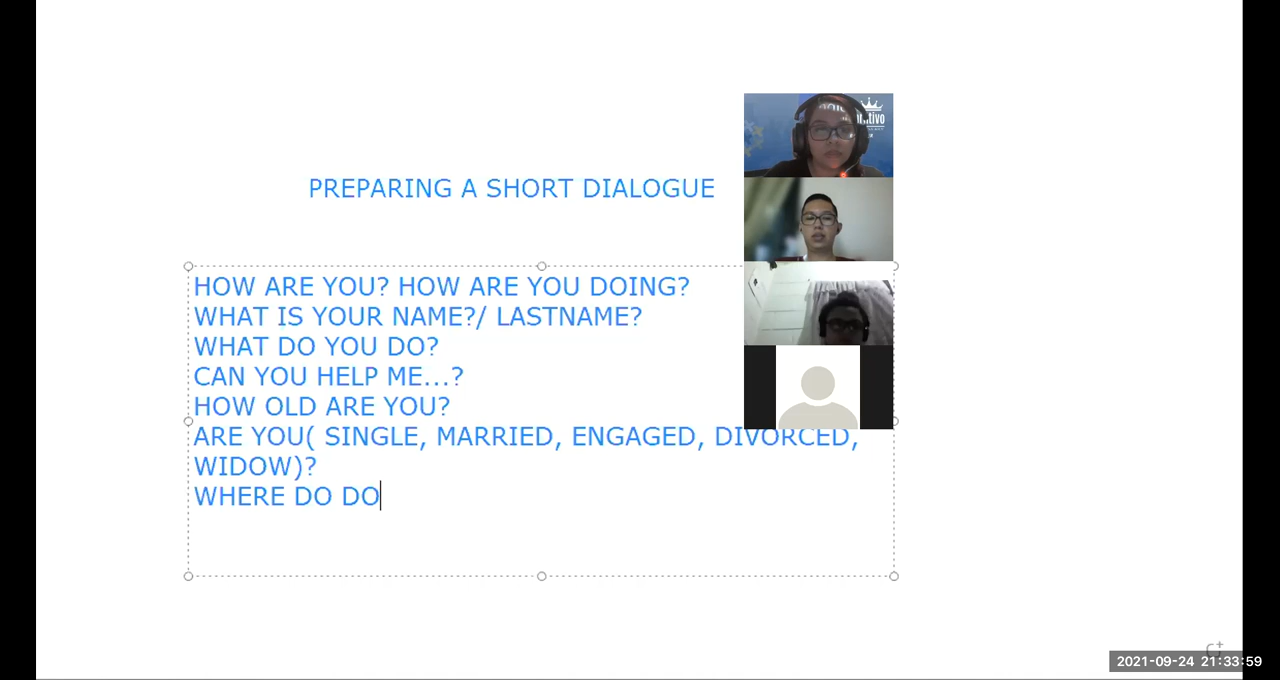 PREPARING A SHORT DIALOGUE
HOW ARE YOU? HOW ARE YOU DOING?
WHAT IS YOUR NAME?/ LASTNAME?
WHAT DO YOU DO?
CAN YOU HELP ME...?
HOW OLD ARE YOU?
ARE YOU( SINGLE, MARRIED, ENGAGED, DIVORCED,
WIDOW)?
WHERE DO DO
2021-09-24 21:33:59